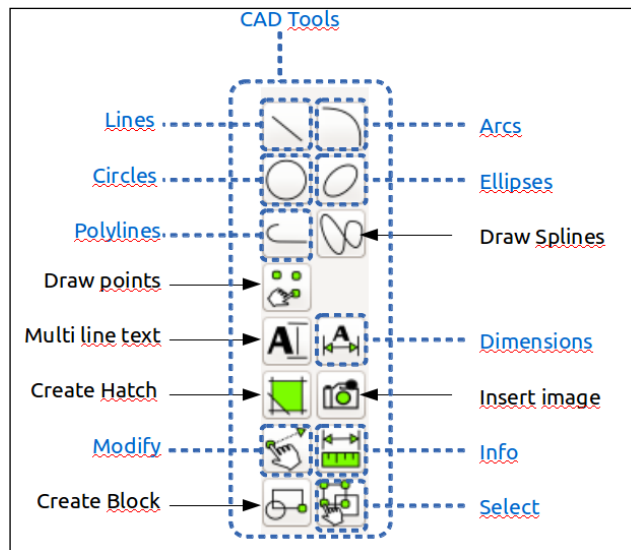 CAD Tools
Lines
Arcs
Circles
Ellipses
Polylines
Draw Splines
Draw points
Multi line text
A
A
Dimensions
Create Hatch
Insert image
Modify
Info
Create Block
Select